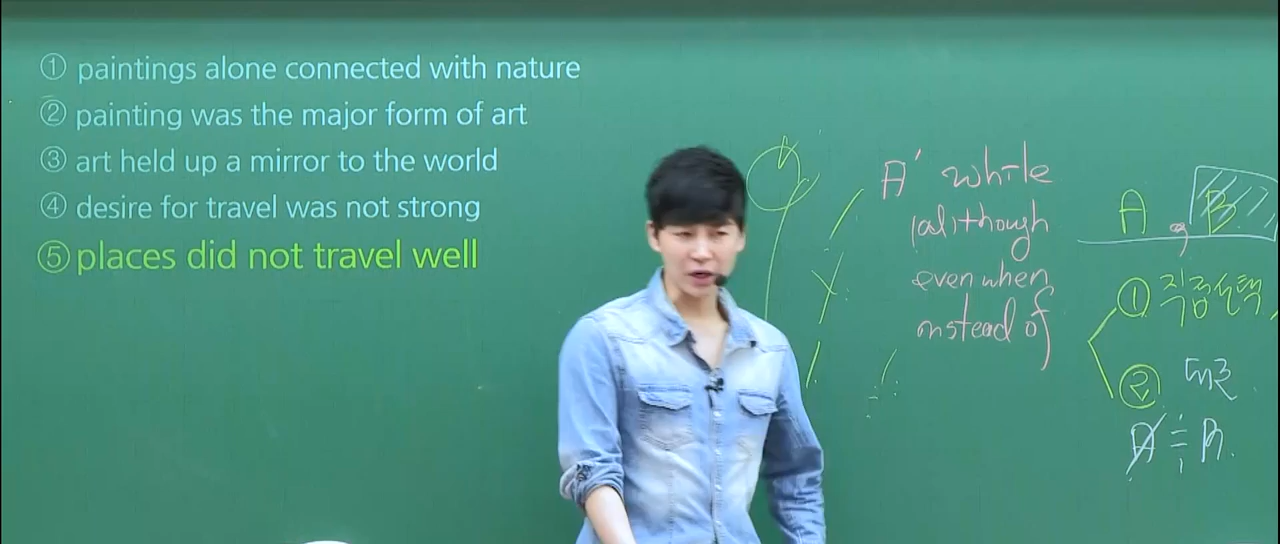 ① paintings alone connected with nature
② painting was the major form of art
③ art held up a mirror to the world
④ desire for travel was not strong
⑤ places did not travel well
A' while
(al)though
even when
instead of
A B
① 직접선택
② 대조
A B